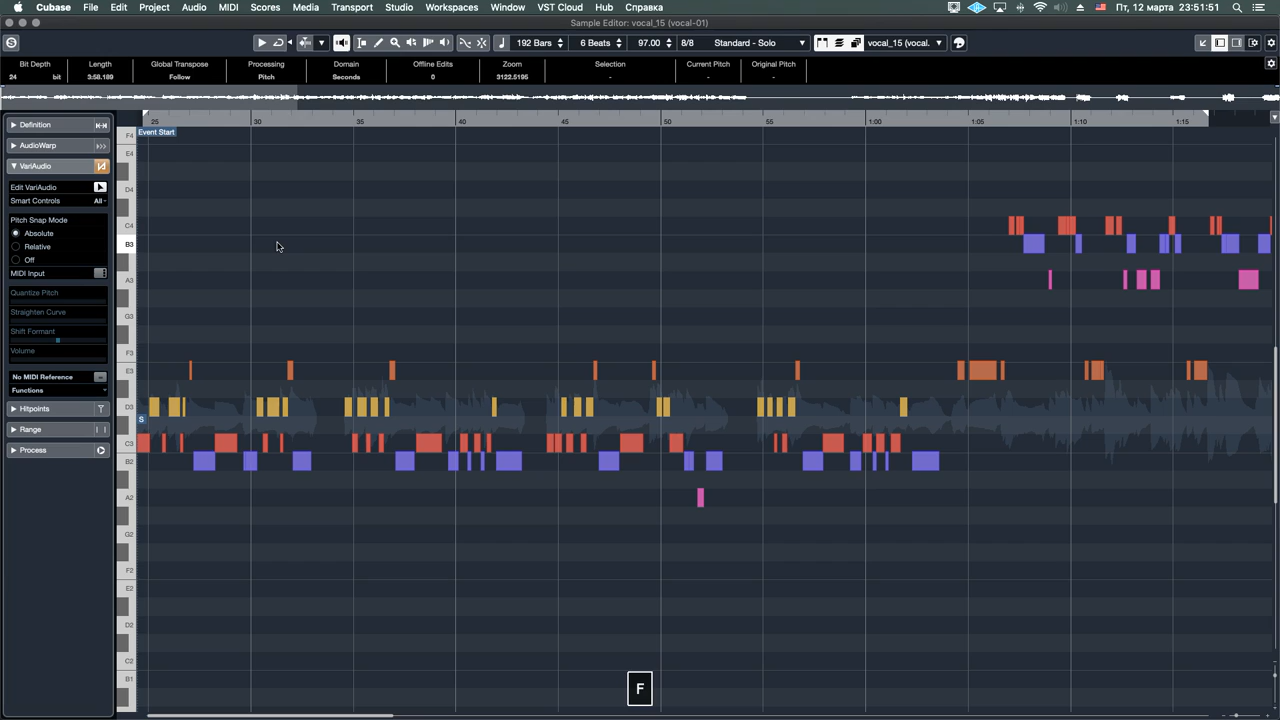 Cubase File Edit Project Audio MIDI Scores Media Transport Studio Workspaces Window VST Cloud Hub Справка
Пт, 12 марта 23:51:51
Sample Editor: vocal_15 (vocal-01)
192 Bars 6 Beats 97.00 8/8 Standard - Solo vocal_15 (vocal.
Bit Depth Length Global Transpose Processing Domain Offline Edits Zoom Selection Current Pitch Original Pitch
24 bit 3:58.189 Follow Pitch Seconds 0 3122.5195 - - -
25 30 35 40 45 50 55 1:00 1:05 1:10 1:15
Event Start
Definition
AudioWarp
VariAudio
Edit VariAudio
Smart Controls All
Pitch Snap Mode
Absolute
Relative
Off
MIDI Input
Quantize Pitch
Straighten Curve
Shift Formant
Volume
No MIDI Reference
Functions
Hitpoints
Range
Process
F4
E4
D4
C4
B3
A3
G3
F3
E3
D3
S
C3
B2
A2
G2
F2
E2
D2
C2
B1
F